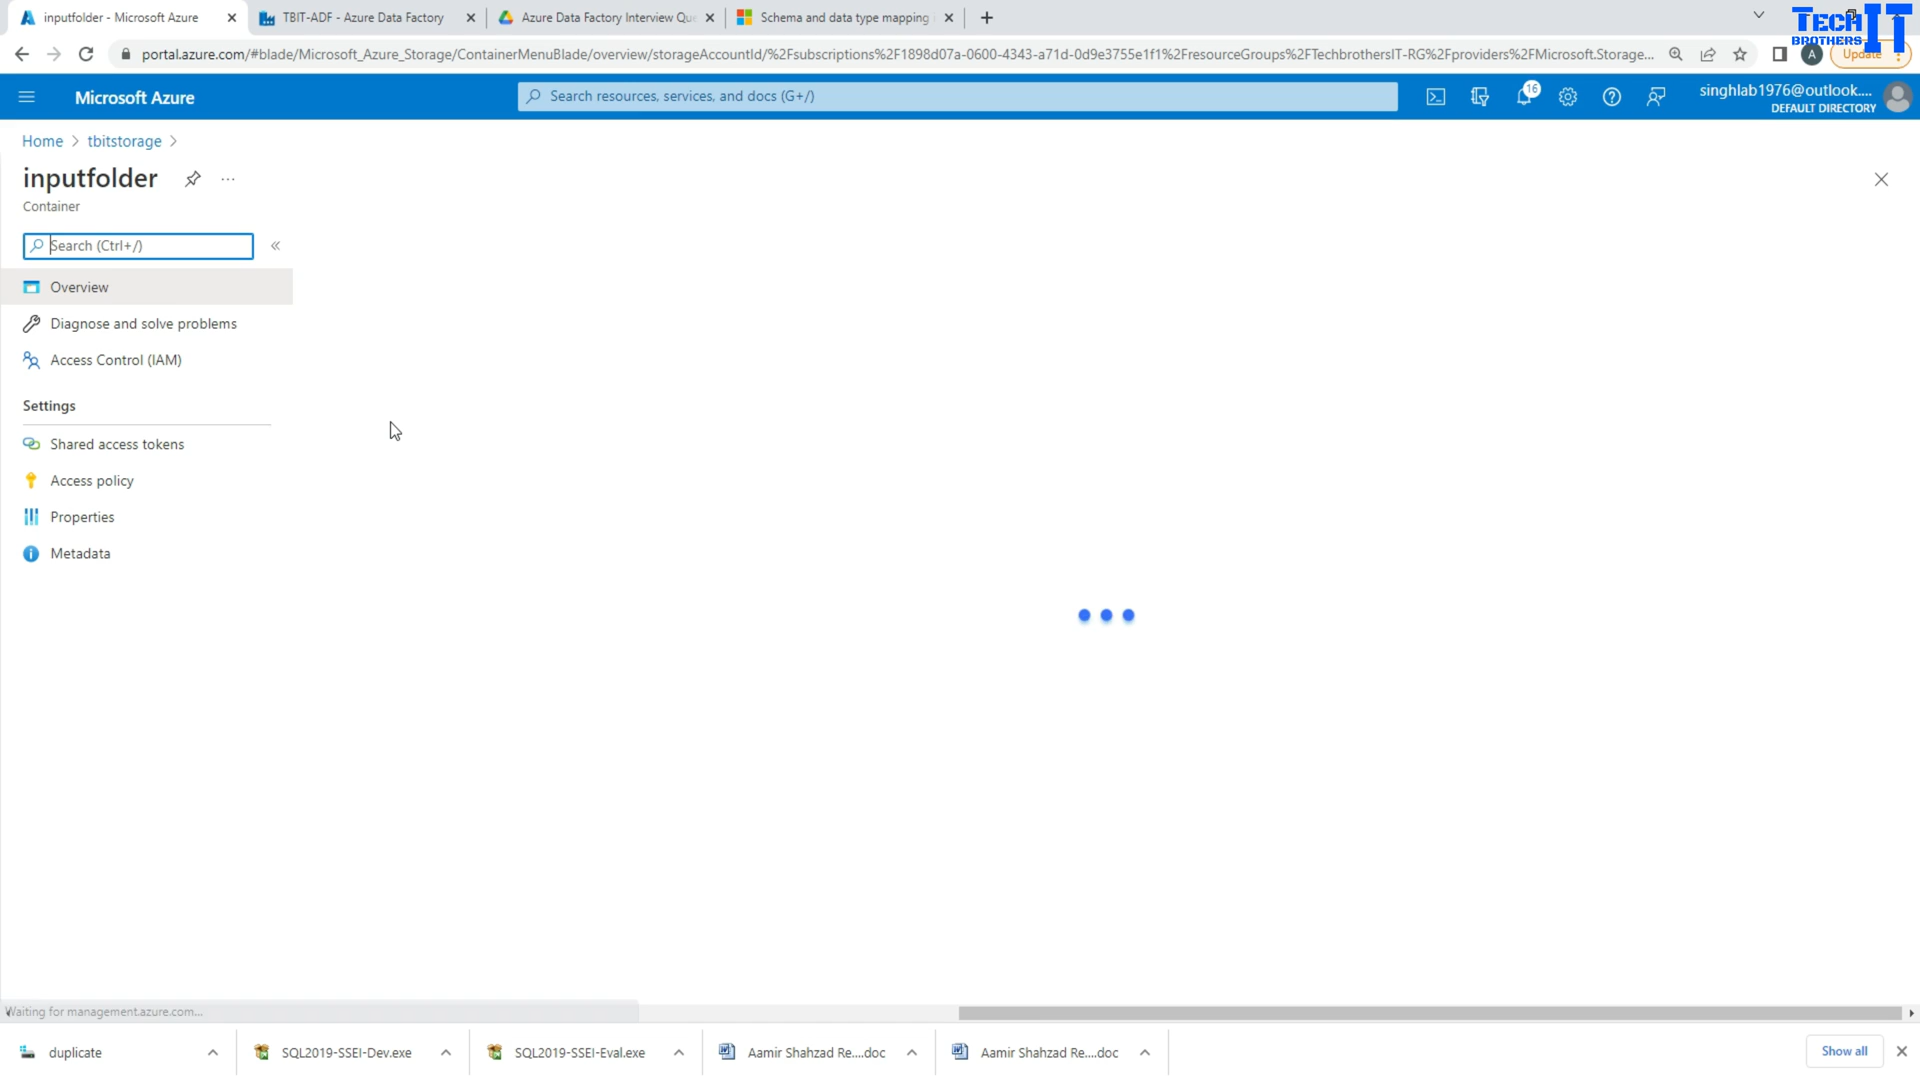 inputfolder - Microsoft Azure
TBIT-ADF - Azure Data Factory
Azure Data Factory Interview Que
Schema and data type mapping
TECH BROTHERS IT
portal.azure.com/#blade/Microsoft_Azure_Storage/ContainerMenuBlade/overview/storageAccountId/%2Fsubscriptions%2F1898d07a-0600-4343-a71d-0d9e3755e1f1%2FresourceGroups%2FTechbrothersIT-RG%2Fproviders%2FMicrosoft.Storage...
A
Update
Microsoft Azure
Search resources, services, and docs (G+/)
16
singhlab1976@outlook....
DEFAULT DIRECTORY
Home > tbitstorage >
inputfolder
Container
Search (Ctrl+/)
Overview
Diagnose and solve problems
Access Control (IAM)
Settings
Shared access tokens
Access policy
Properties
Metadata
Waiting for management.azure.com...
duplicate
SQL2019-SSEI-Dev.exe
SQL2019-SSEI-Eval.exe
Aamir Shahzad Re....doc
Aamir Shahzad Re....doc
Show all